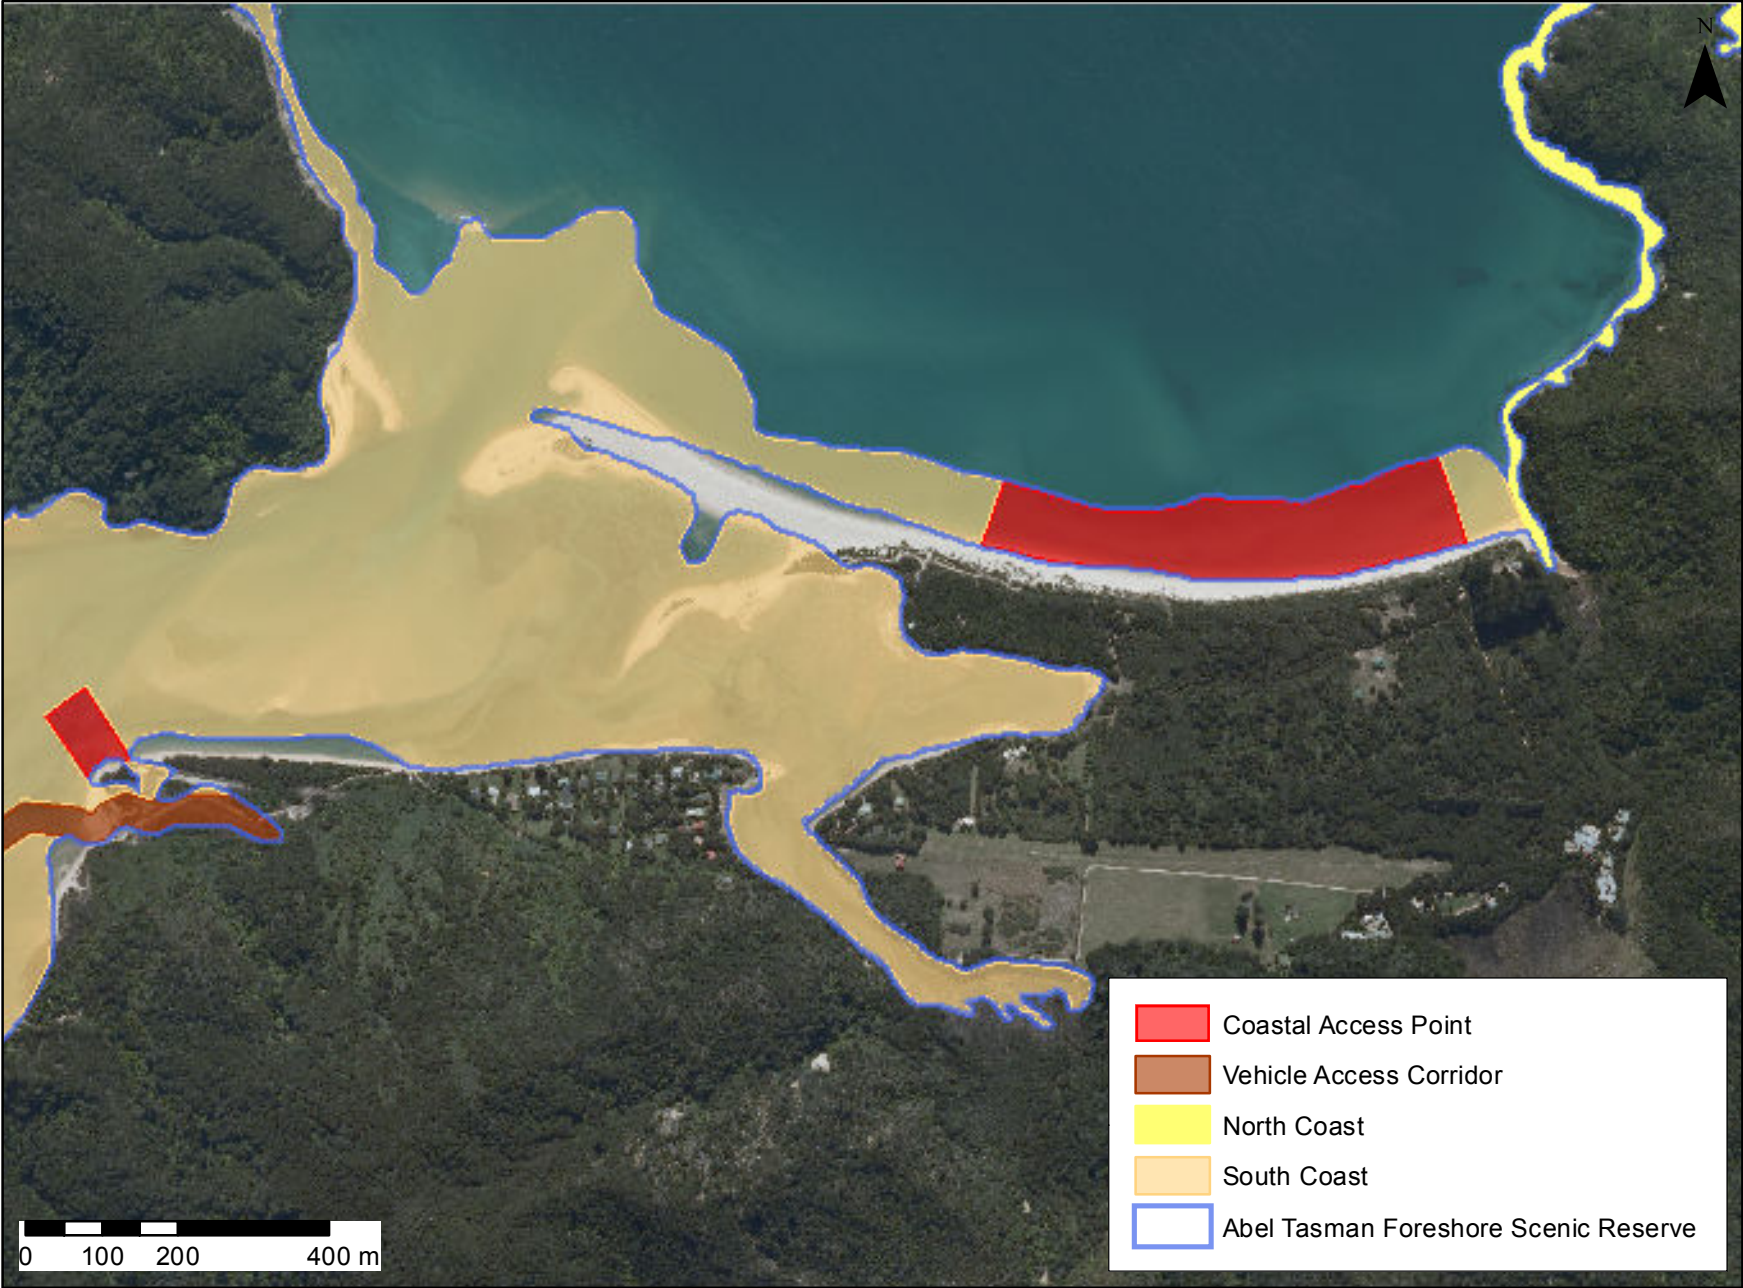 N
Coastal Access Point
Vehicle Access Corridor
North Coast
South Coast
Abel Tasman Foreshore Scenic Reserve
0 100 200 400 m